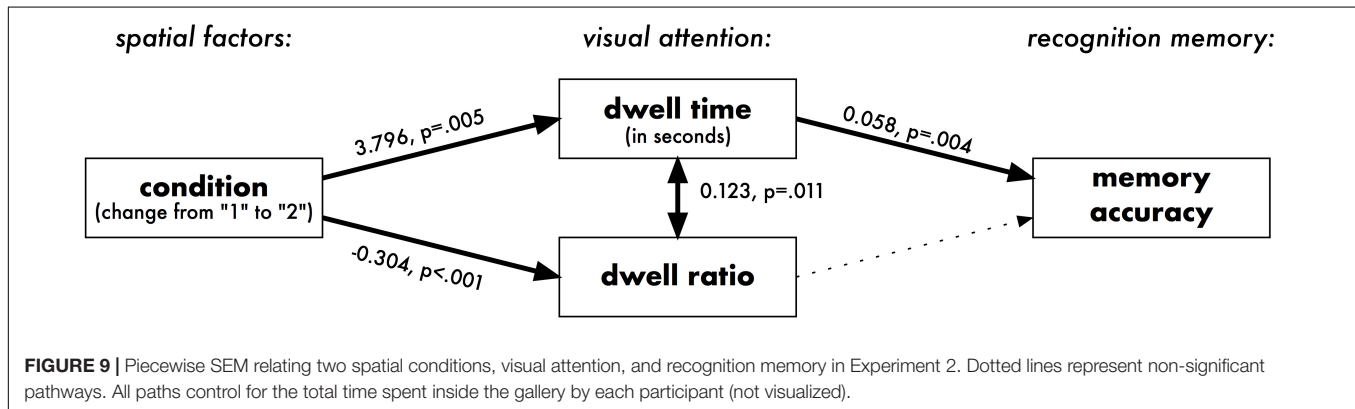 spatial factors:
visual attention:
recognition memory:
dwell time
(in seconds)
3.796, p=.005
0.058, p=.004
condition
(change from "1" to "2")
0.123, p=.011
memory
accuracy
-0.304, p<.001
dwell ratio
FIGURE 9 | Piecewise SEM relating two spatial conditions, visual attention, and recognition memory in Experiment 2. Dotted lines represent non-significant
pathways. All paths control for the total time spent inside the gallery by each participant (not visualized).